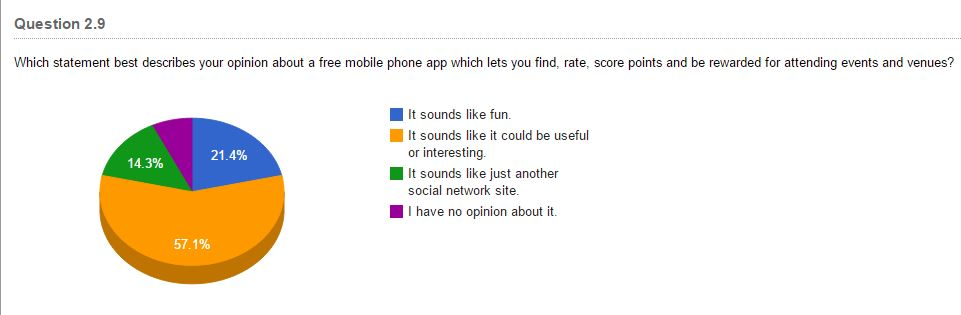 Question 2.9
Which statement best describes your opinion about a free mobile phone app which lets you find, rate, score points and be rewarded for attending events and venues?
It sounds like fun.
It sounds like it could be useful
or interesting.
It sounds like just another
social network site.
I have no opinion about it.
21.4%
14.3%
57.1%